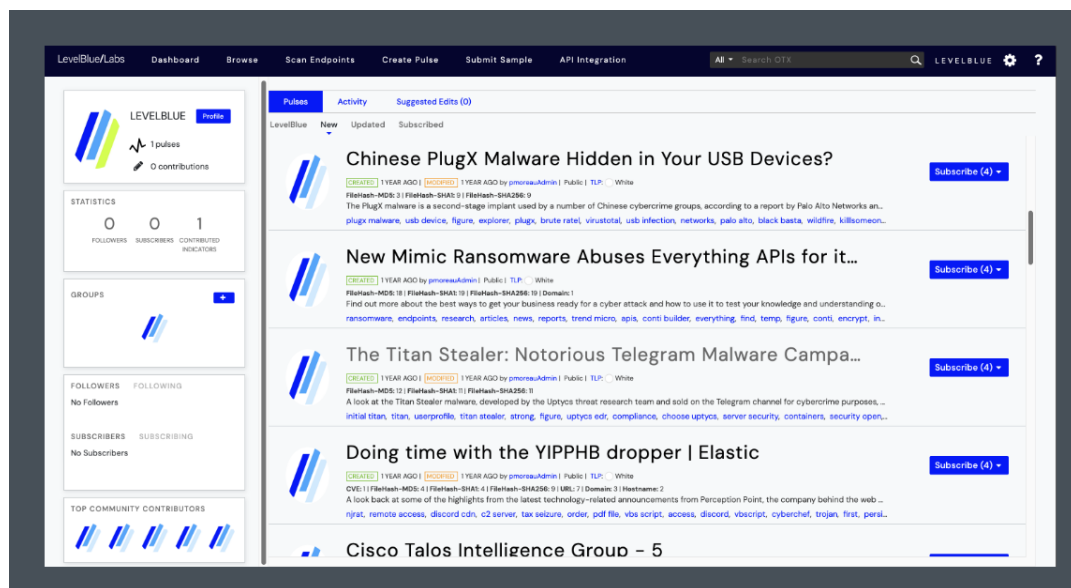 LevelBlue/Labs Dashboard Browse Scan Endpoints Create Pulse Submit Sample API Integration All Search OTX LEVELBLUE ?
LEVELBLUE Profile
1 pulses
0 contributions
STATISTICS
0 0 1
FOLLOWERS SUBSCRIBERS CONTRIBUTED INDICATORS
GROUPS +
FOLLOWERS FOLLOWING
No Followers
SUBSCRIBERS SUBSCRIBING
No Subscribers
TOP COMMUNITY CONTRIBUTORS
Pulses Activity Suggested Edits (0)
LevelBlue New Updated Subscribed
Chinese PlugX Malware Hidden in Your USB Devices?
CREATED 1 YEAR AGO | MODIFIED 1 YEAR AGO by pmoreauAdmin | Public | TLP: White
FileHash-MD5: 3 | FileHash-SHA1: 9 | FileHash-SHA256: 9
The PlugX malware is a second-stage implant used by a number of Chinese cybercrime groups, according to a report by Palo Alto Networks an...
plugx malware, usb device, figure, explorer, plugx, brute ratel, virustotal, usb infection, networks, palo alto, black basta, wildfire, killsomeon...
Subscribe (4)
New Mimic Ransomware Abuses Everything APIs for it...
CREATED 1 YEAR AGO by pmoreauAdmin | Public | TLP: White
FileHash-MD5: 18 | FileHash-SHA1: 19 | FileHash-SHA256: 19 | Domain: 1
Find out more about the best ways to get your business ready for a cyber attack and how to use it to test your knowledge and understanding o...
ransomware, endpoints, research, articles, news, reports, trend micro, apis, conti builder, everything, find, temp, figure, conti, encrypt, in...
Subscribe (4)
The Titan Stealer: Notorious Telegram Malware Campa...
CREATED 1 YEAR AGO | MODIFIED 1 YEAR AGO by pmoreauAdmin | Public | TLP: White
FileHash-MD5: 12 | FileHash-SHA1: 11 | FileHash-SHA256: 11
A look at the Titan Stealer malware, developed by the Uptycs threat research team and sold on the Telegram channel for cybercrime purposes, ...
initial titan, titan, userprofile, titan stealer, strong, figure, uptycs edr, compliance, choose uptycs, server security, containers, security open,...
Subscribe (4)
Doing time with the YIPPHB dropper | Elastic
CREATED 1 YEAR AGO | MODIFIED 1 YEAR AGO by pmoreauAdmin | Public | TLP: White
CVE: 1 | FileHash-MD5: 4 | FileHash-SHA1: 4 | FileHash-SHA256: 9 | URL: 7 | Domain: 3 | Hostname: 2
A look back at some of the highlights from the latest technology-related announcements from Perception Point, the company behind the web ...
njrat, remote access, discord cdn, c2 server, tax seizure, order, pdf file, vbs script, access, discord, vbscript, cyberchef, trojan, first, persi...
Subscribe (4)
Cisco Talos Intelligence Group - 5